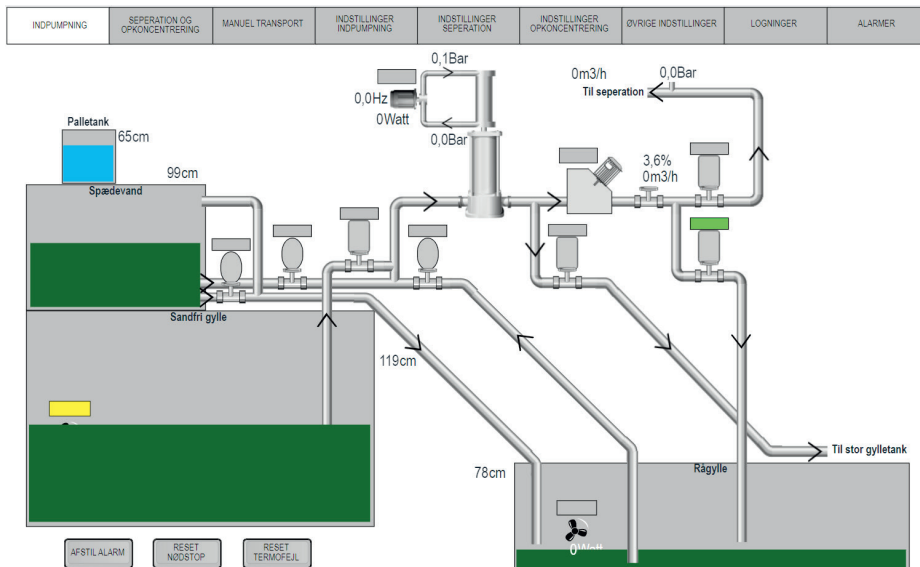 INDPUMPNING
SEPERATION OG
OPKONCENTRERING
MANUEL TRANSPORT
INDSTILLINGER
INDPUMPNING
INDSTILLINGER
SEPERATION
INDSTILLINGER
OPKONCENTRERING
ØVRIGE INDSTILLINGER
LOGNINGER
ALARMER
0,1Bar
0,0Hz
0Watt
0,0Bar
0m3/h
0,0Bar
Til seperation
Palletank
65cm
99cm
Spædevand
3,6%
0m3/h
Sandfri gylle
119cm
78cm
Til stor gylletank
Rågylle
0Watt
AFSTIL ALARM
RESET
NØDSTOP
RESET
TERMOFEJL